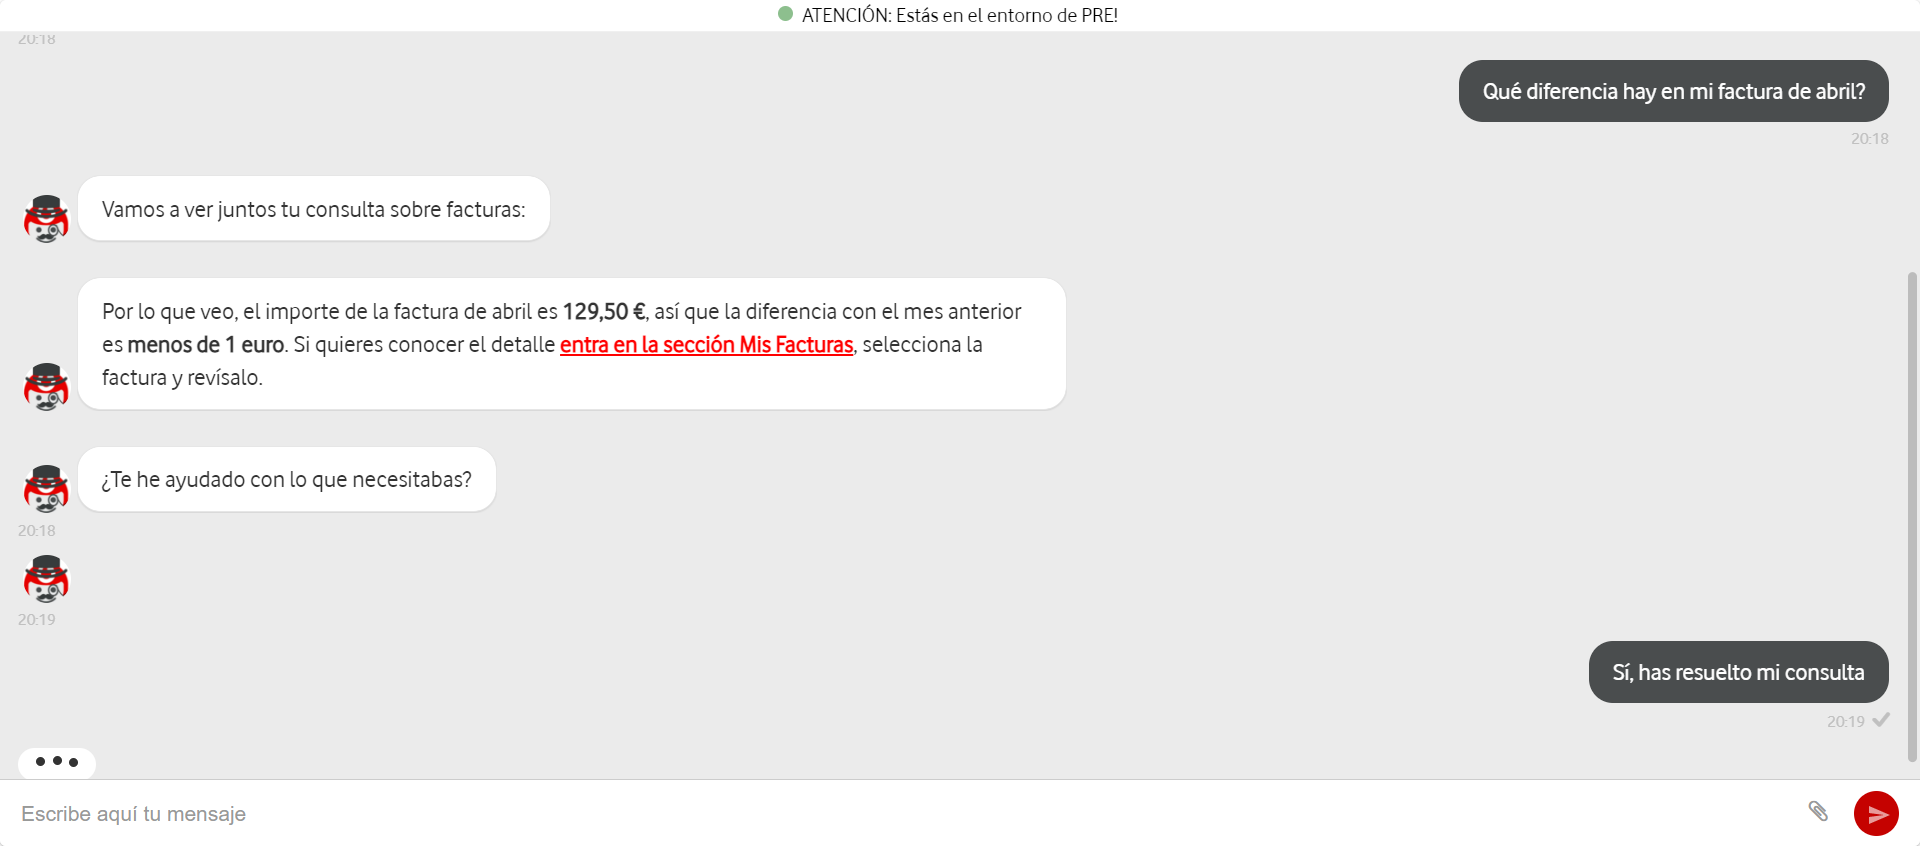 ATENCIÓN: Estás en el entorno de PRE!
20:18
Qué diferencia hay en mi factura de abril?
20:18
Vamos a ver juntos tu consulta sobre facturas:
Por lo que veo, el importe de la factura de abril es 129,50 €, así que la diferencia con el mes anterior
es menos de 1 euro. Si quieres conocer el detalle entra en la sección Mis Facturas, selecciona la
factura y revísalo.
¿Te he ayudado con lo que necesitabas?
20:18
20:19
Sí, has resuelto mi consulta
20:19
Escribe aquí tu mensaje